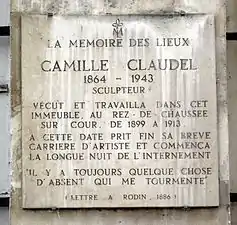 LA MEMOIRE DES LIEUX
CAMILLE CLAUDEL
1864 - 1943
SCULPTEUR
VECUT ET TRAVAILLA DANS CET
IMMEUBLE, AU REZ-DE-CHAUSSEE
SUR COUR, DE 1899 A 1913.
A CETTE DATE PRIT FIN SA BREVE
CARRIERE D'ARTISTE ET COMMENÇA
LA LONGUE NUIT DE L'INTERNEMENT
"IL Y A TOUJOURS QUELQUE CHOSE
D'ABSENT QUI ME TOURMENTE"
(LETTRE A RODIN, 1886)